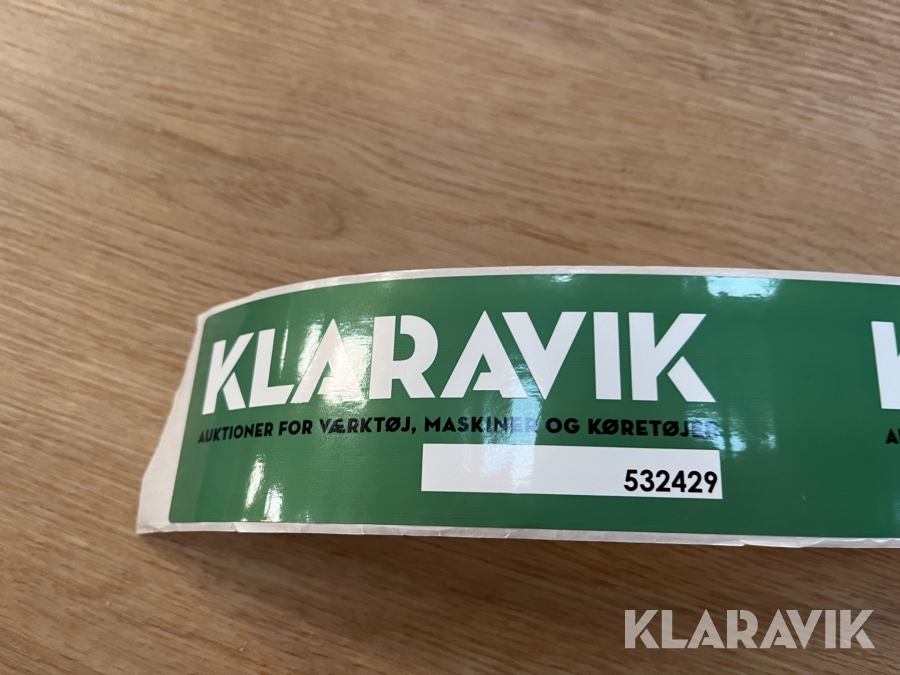 KLARAVIK
AUKTIONER FOR VÆRKTØJ, MASKINER OG KØRETØJER
532429
KLARAVIK